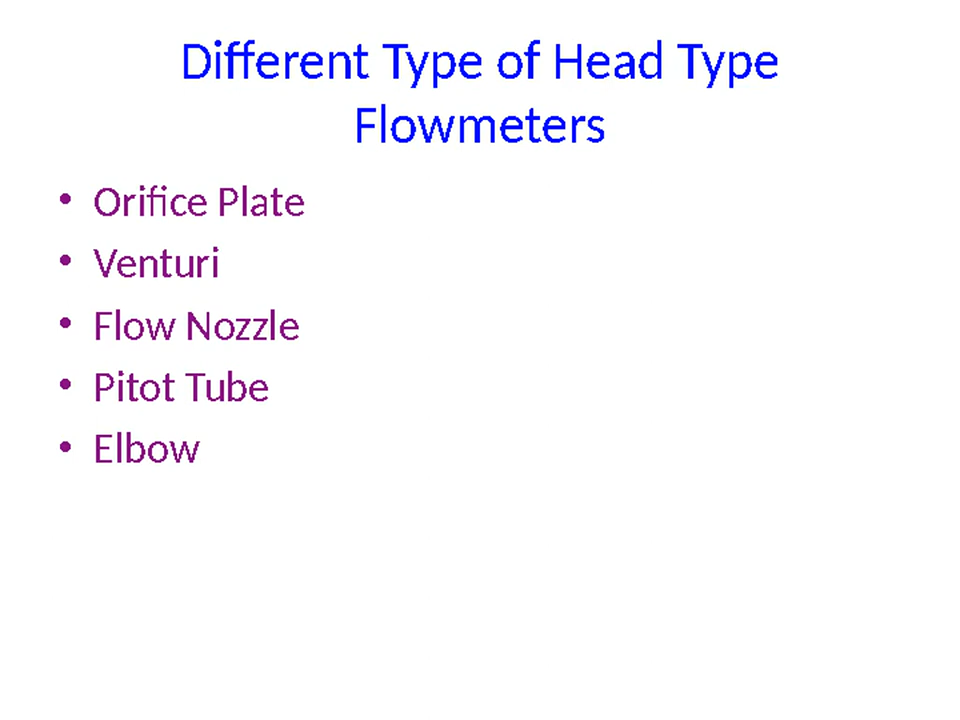 Different Type of Head Type
Flowmeters
• Orifice Plate
• Venturi
• Flow Nozzle
• Pitot Tube
• Elbow